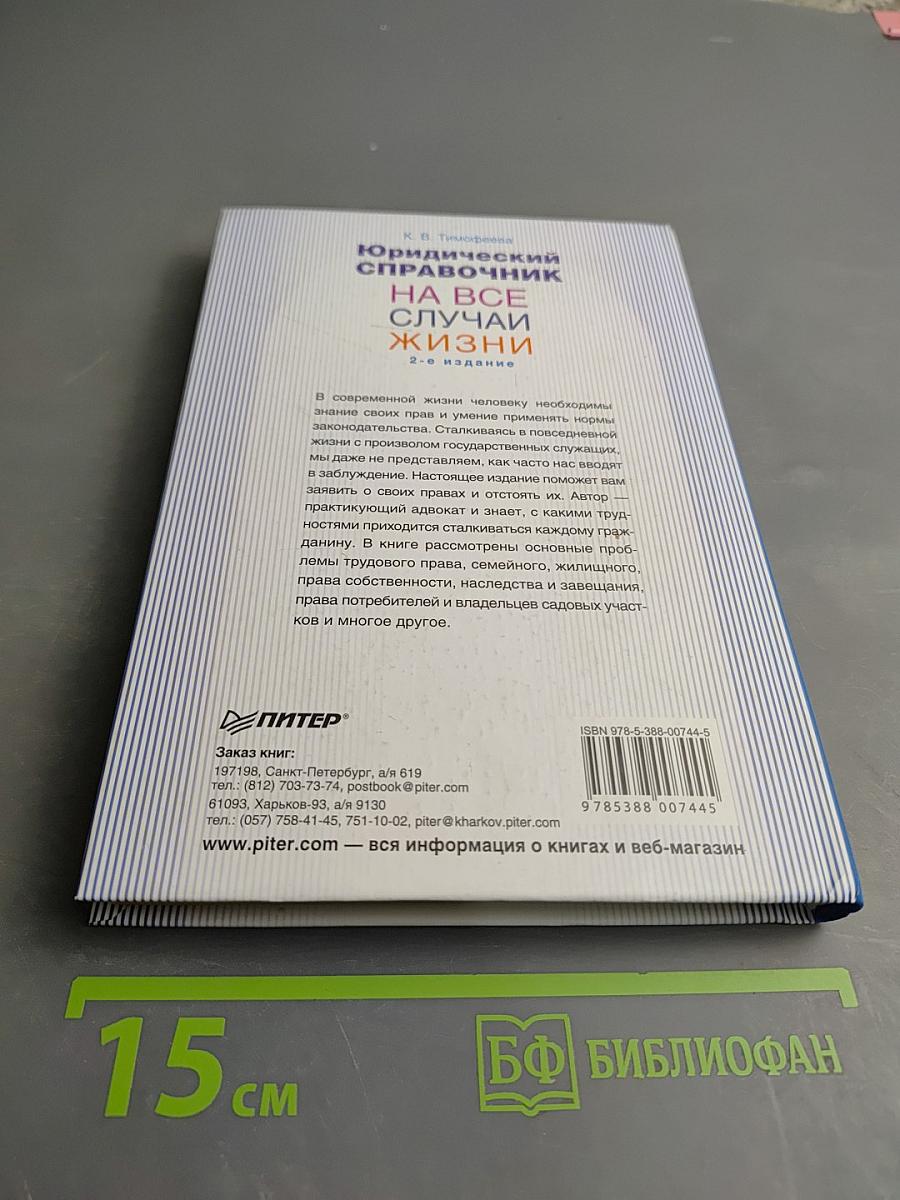 К. В. Тимофеева
Юридический
СПРАВОЧНИК
НА ВСЕ
СЛУЧАИ
ЖИЗНИ
2-е издание
В современной жизни человеку необходимы
знание своих прав и умение применять нормы
законодательства. Сталкиваясь в повседневной
жизни с произволом государственных служащих,
мы даже не представляем, как часто нас вводят
в заблуждение. Настоящее издание поможет вам
заявить о своих правах и отстоять их. Автор —
практикующий адвокат и знает, с какими труд-
ностями приходится сталкиваться каждому граж-
данину. В книге рассмотрены основные проб-
лемы трудового права, семейного, жилищного,
права собственности, наследства и завещания,
права потребителей и владельцев садовых участ-
ков и многое другое.
ПИТЕР®
Заказ книг:
197198, Санкт-Петербург, а/я 619
тел.: (812) 703-73-74, postbook@piter.com
61093, Харьков-93, а/я 9130
тел.: (057) 758-41-45, 751-10-02, piter@kharkov.piter.com
www.piter.com — вся информация о книгах и веб-магазин
ISBN 978-5-388-00744-5
9 785388 007445
15 см
БФ БИБЛИОФАН